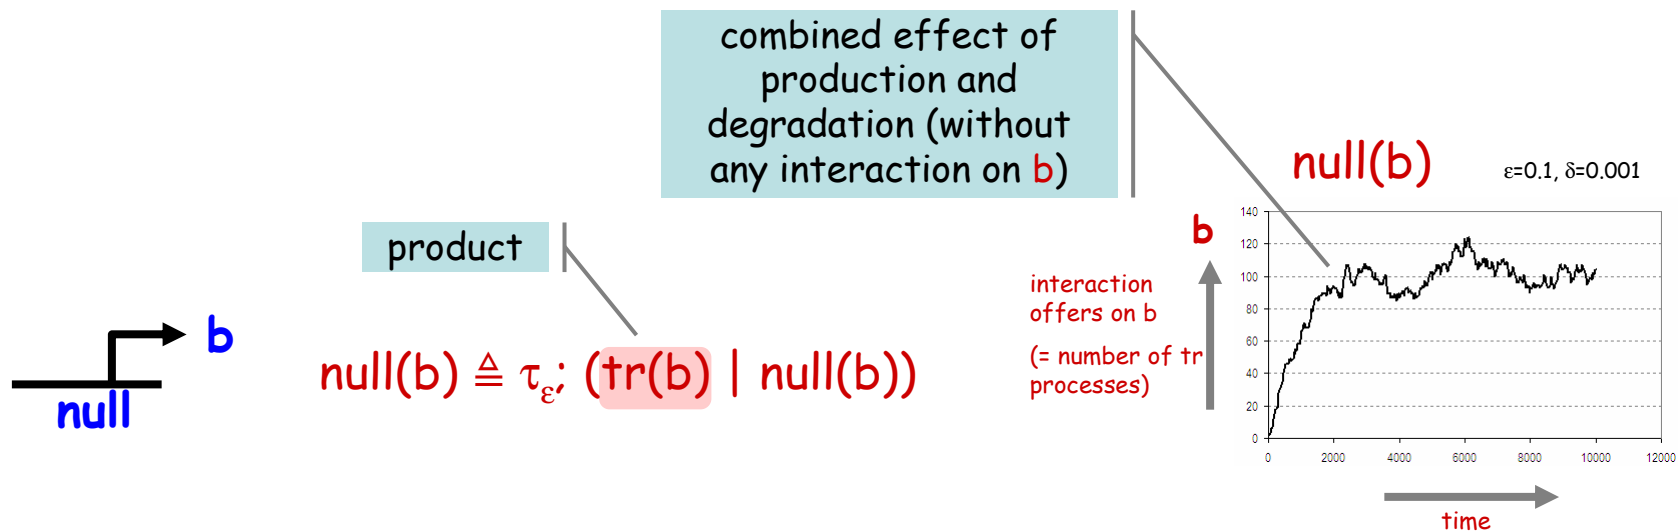 combined effect of
production and
degradation (without
any interaction on b)
null(b)
ε=0.1, δ=0.001
product
b
interaction
offers on b
(= number of tr
processes)
140
120
100
80
60
40
20
0
0 2000 4000 6000 8000 10000 12000
time
b
null
null(b) ≜ τε; (tr(b) | null(b))